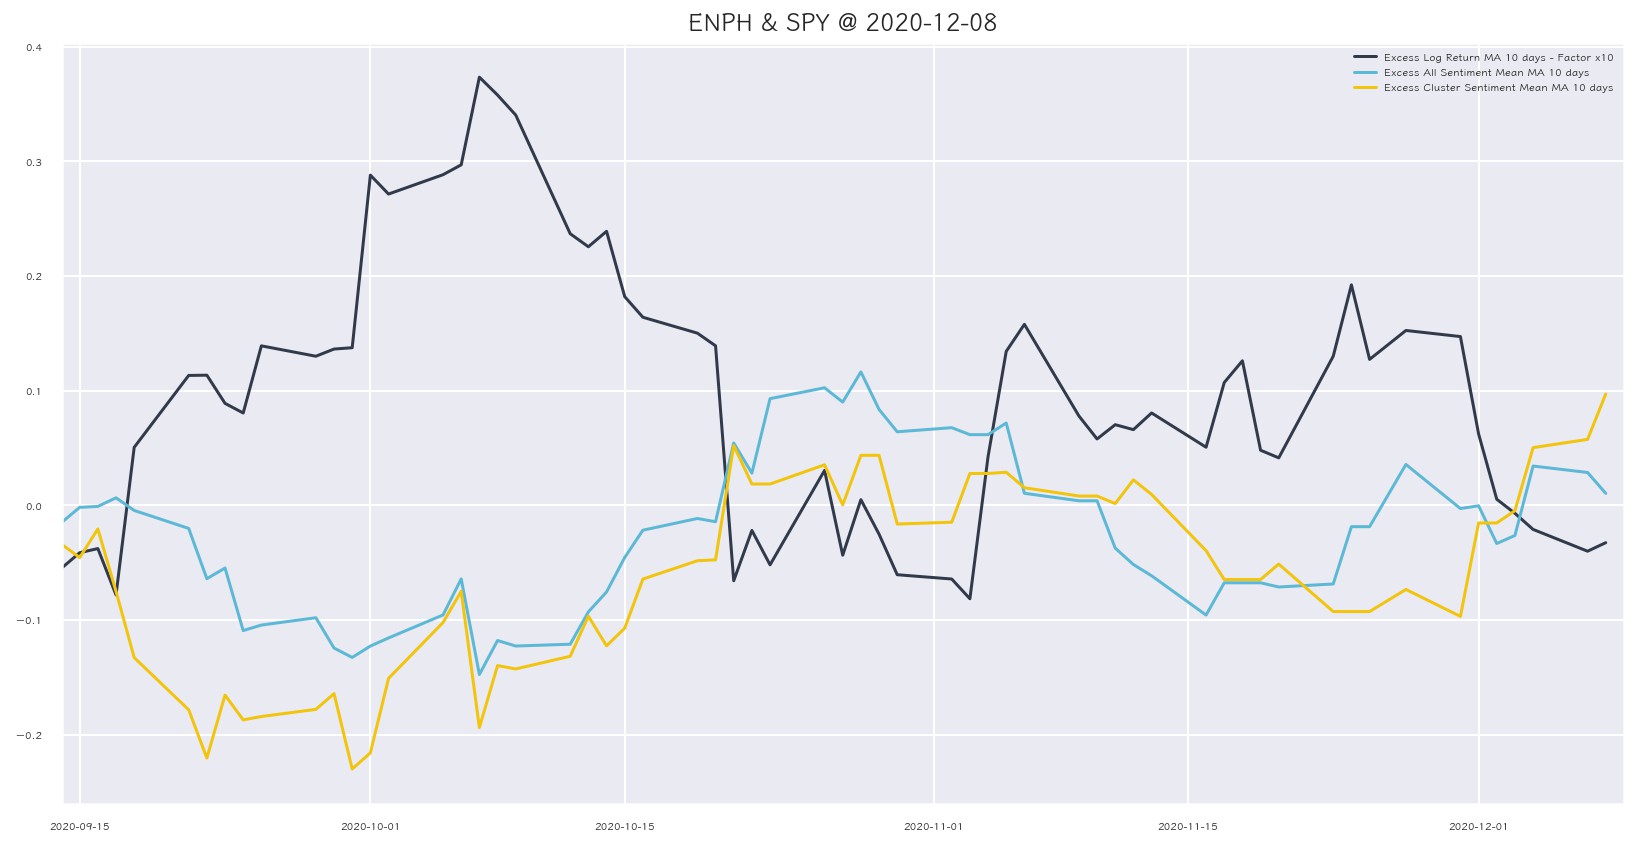 ENPH & SPY @ 2020-12-08
Excess Log Return MA 10 days - Factor x10
Excess All Sentiment Mean MA 10 days
Excess Cluster Sentiment Mean MA 10 days
0.4
0.3
0.2
0.1
0.0
−0.1
−0.2
2020-09-15 2020-10-01 2020-10-15 2020-11-01 2020-11-15 2020-12-01